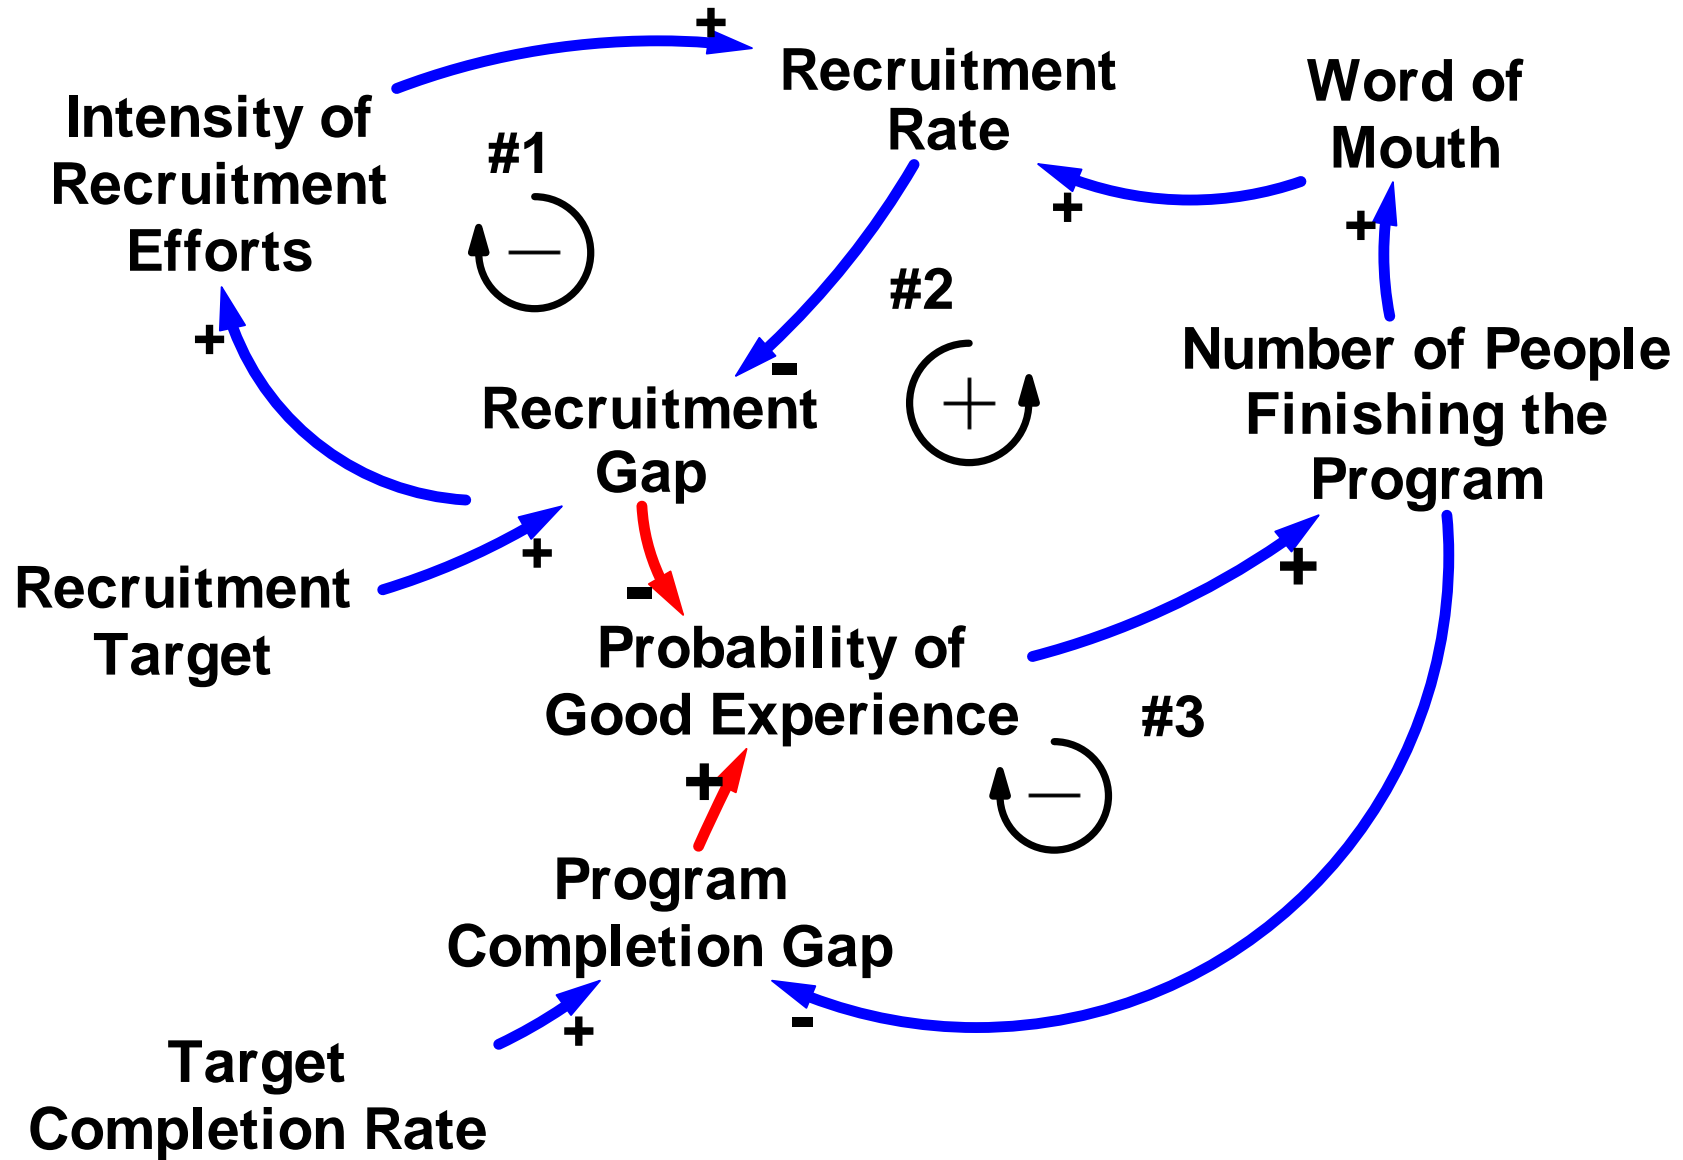 +
Recruitment
Rate
Word of
Mouth
Intensity of
Recruitment
Efforts
#1
−
+
+
+
#2
+
-
Number of People
Finishing the
Program
Recruitment
Gap
+
+
-
Recruitment
Target
Probability of
Good Experience
#3
−
+
Program
Completion Gap
+
-
Target
Completion Rate